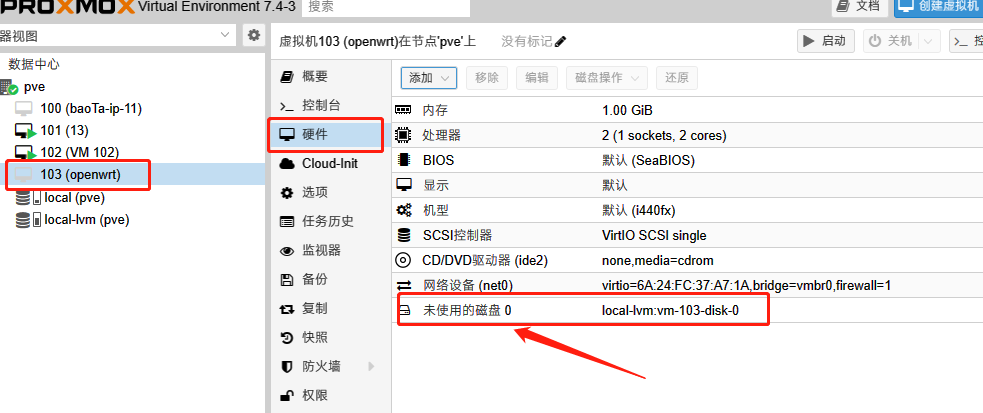 PROXMOX Virtual Environment 7.4-3 搜索 文档 创建虚拟机
器视图
数据中心
pve
100 (baoTa-ip-11)
101 (13)
102 (VM 102)
103 (openwrt)
local (pve)
local-lvm (pve)
虚拟机103 (openwrt)在节点'pve'上 没有标记 启动 关机 >_ 控
概要
控制台
硬件
Cloud-Init
选项
任务历史
监视器
备份
复制
快照
防火墙
权限
添加 移除 编辑 磁盘操作 还原
内存 1.00 GiB
处理器 2 (1 sockets, 2 cores)
BIOS 默认 (SeaBIOS)
显示 默认
机型 默认 (i440fx)
SCSI控制器 VirtIO SCSI single
CD/DVD驱动器 (ide2) none,media=cdrom
网络设备 (net0) virtio=6A:24:FC:37:A7:1A,bridge=vmbr0,firewall=1
未使用的磁盘 0 local-lvm:vm-103-disk-0